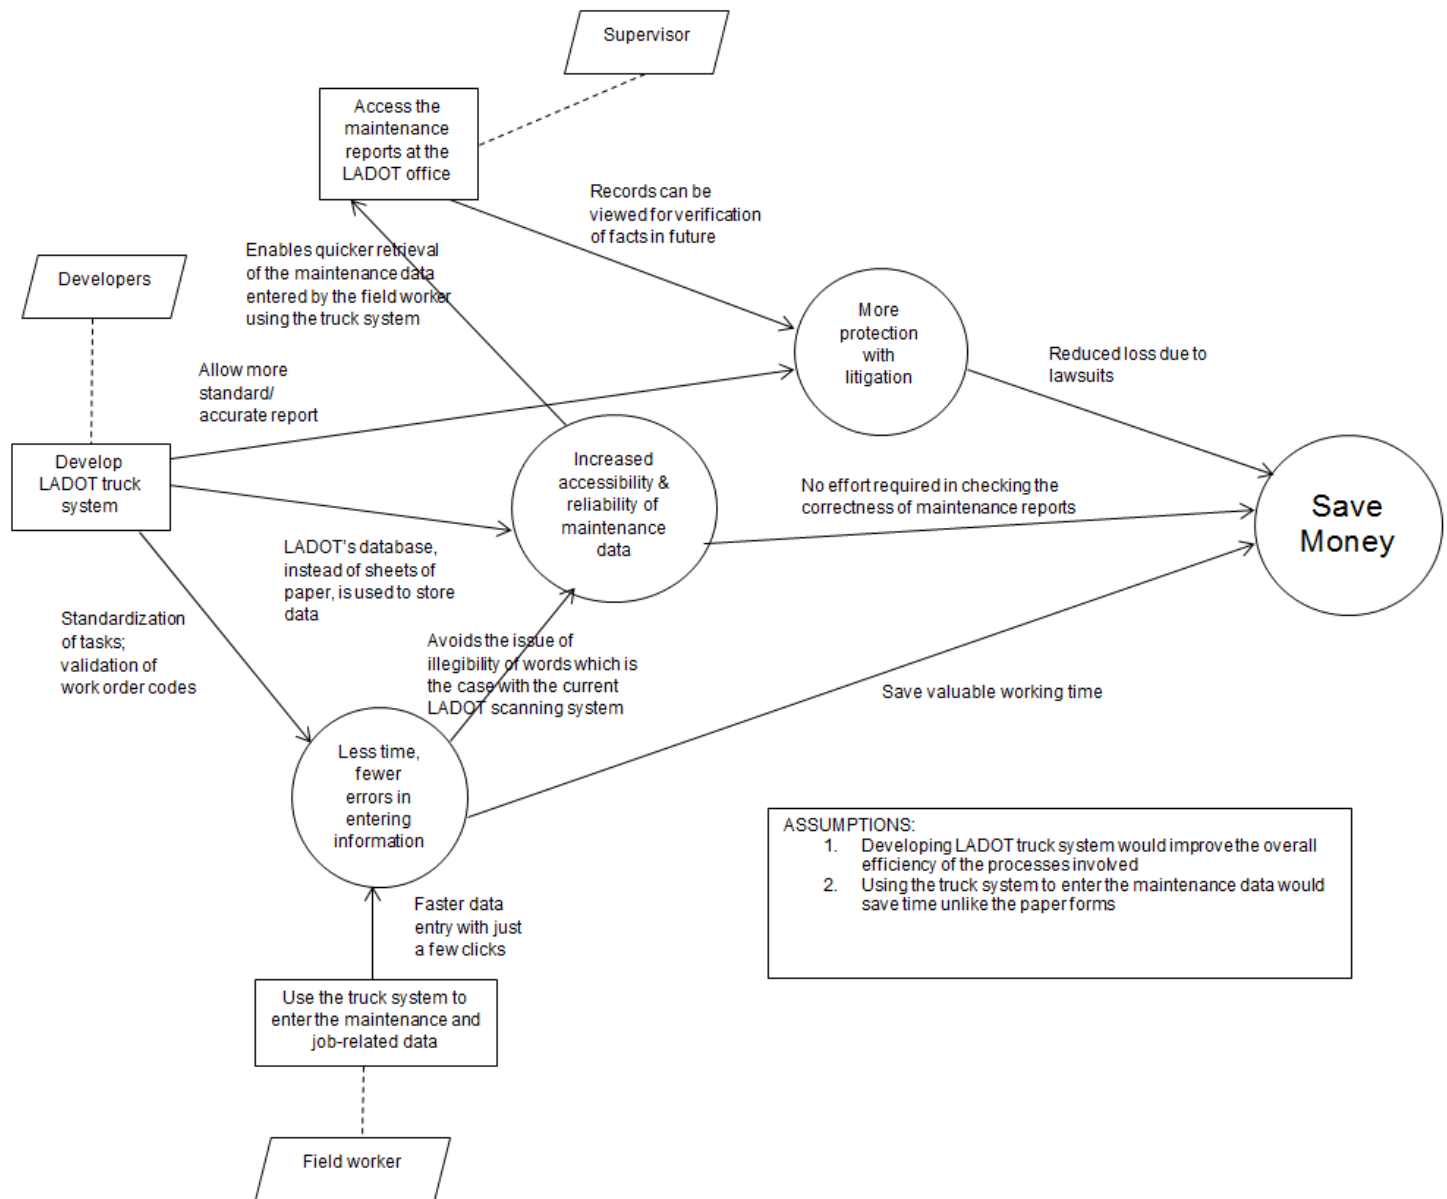 Supervisor
Access the
maintenance
reports at the
LADOT office
Records can be
viewed for verification
of facts in future
Enables quicker retrieval
of the maintenance data
entered by the field worker
using the truck system
Developers
More
protection
with
litigation
Reduced loss due to
lawsuits
Allow more
standard/
accurate report
Develop
LADOT truck
system
Increased
accessibility &
reliability of
maintenance
data
No effort required in checking the
correctness of maintenance reports
Save
Money
LADOT's database,
instead of sheets of
paper, is used to store
data
Standardization
of tasks;
validation of
work order codes
Avoids the issue of
illegibility of words which is
the case with the current
LADOT scanning system
Save valuable working time
Less time,
fewer
errors in
entering
information
ASSUMPTIONS:
1. Developing LADOT truck system would improve the overall
efficiency of the processes involved
2. Using the truck system to enter the maintenance data would
save time unlike the paper forms
Faster data
entry with just
a few clicks
Use the truck system to
enter the maintenance and
job-related data
Field worker